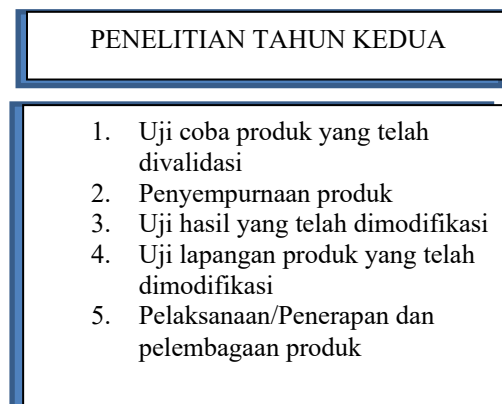 PENELITIAN TAHUN KEDUA
1. Uji coba produk yang telah
divalidasi
2. Penyempurnaan produk
3. Uji hasil yang telah dimodifikasi
4. Uji lapangan produk yang telah
dimodifikasi
5. Pelaksanaan/Penerapan dan
pelembagaan produk